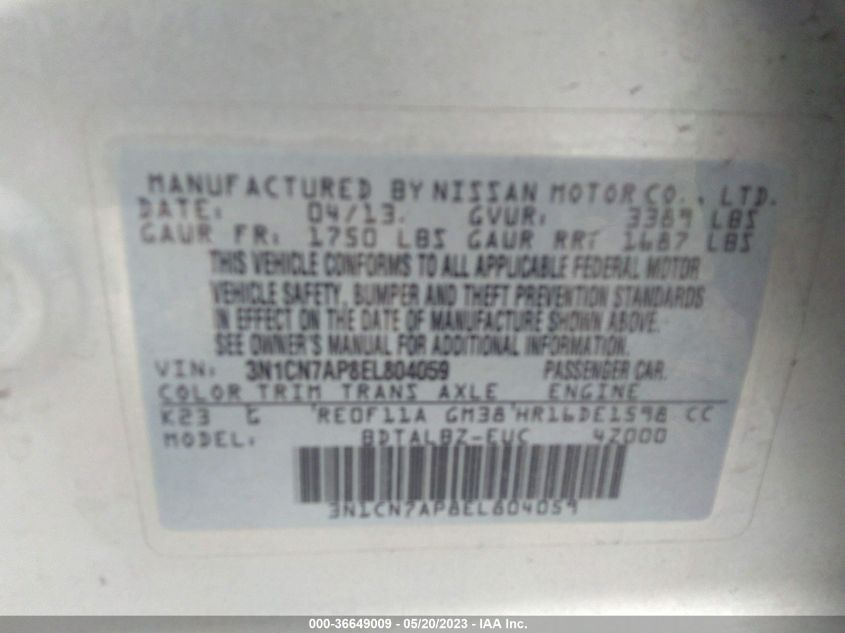 MANUFACTURED BY NISSAN MOTOR CO., LTD.
DATE: 04/13. GVWR: 3389 LBS
GAWR FR: 1750 LBS GAWR RR: 1687 LBS
THIS VEHICLE CONFORMS TO ALL APPLICABLE FEDERAL MOTOR
VEHICLE SAFETY, BUMPER AND THEFT PREVENTION STANDARDS
IN EFFECT ON THE DATE OF MANUFACTURE SHOWN ABOVE.
SEE OWNER'S MANUAL FOR ADDITIONAL INFORMATION.
VIN: 3N1CN7AP8EL804059 PASSENGER CAR.
COLOR TRIM TRANS AXLE ENGINE
K23 G RE0F11A GM38 HR16DE1598 CC
MODEL: BDTALBZ-EUC 4Z000
3N1CN7AP8EL804059
000-36649009 - 05/20/2023 - IAA Inc.